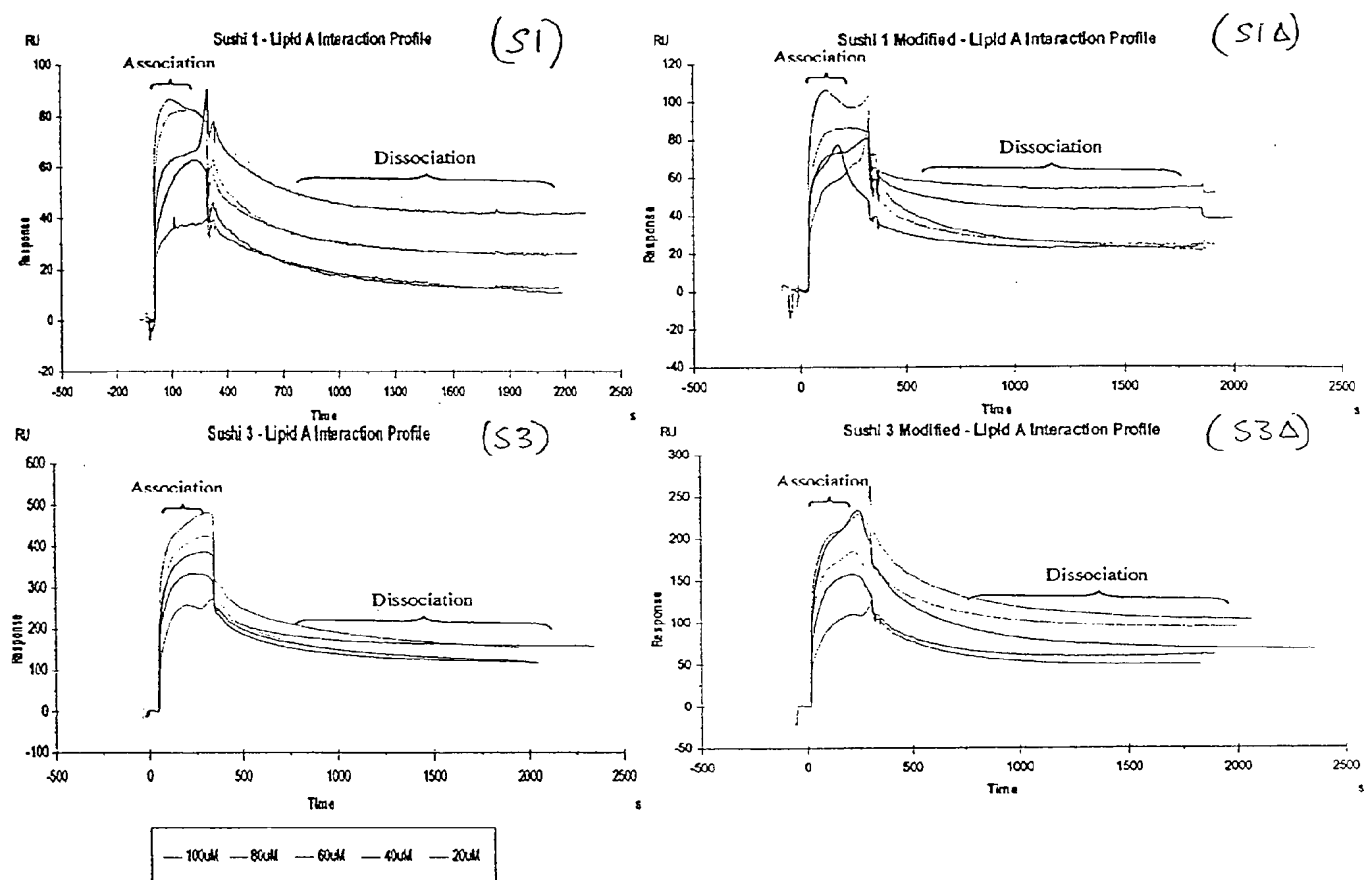 RU
Sushi 1 - Lipid A Interaction Profile
(S1)
Association
Dissociation
100
80
60
40
20
0
-20
Response
-500
-200
100
400
700
1000
1300
1600
1900
2200
2500
Time
s
RU
Sushi 1 Modified - Lipid A Interaction Profile
(S1Δ)
Association
Dissociation
120
100
80
60
40
20
0
-20
-40
Response
-500
0
500
1000
1500
2000
2500
Time
s
RU
Sushi 3 - Lipid A Interaction Profile
(S3)
Association
Dissociation
600
500
400
300
200
100
0
-100
Response
-500
0
500
1000
1500
2000
2500
Time
s
RU
Sushi 3 Modified - Lipid A Interaction Profile
(S3Δ)
Association
Dissociation
300
250
200
150
100
50
0
-50
Response
-500
0
500
1000
1500
2000
2500
Time
s
100uM 80uM 60uM 40uM 20uM